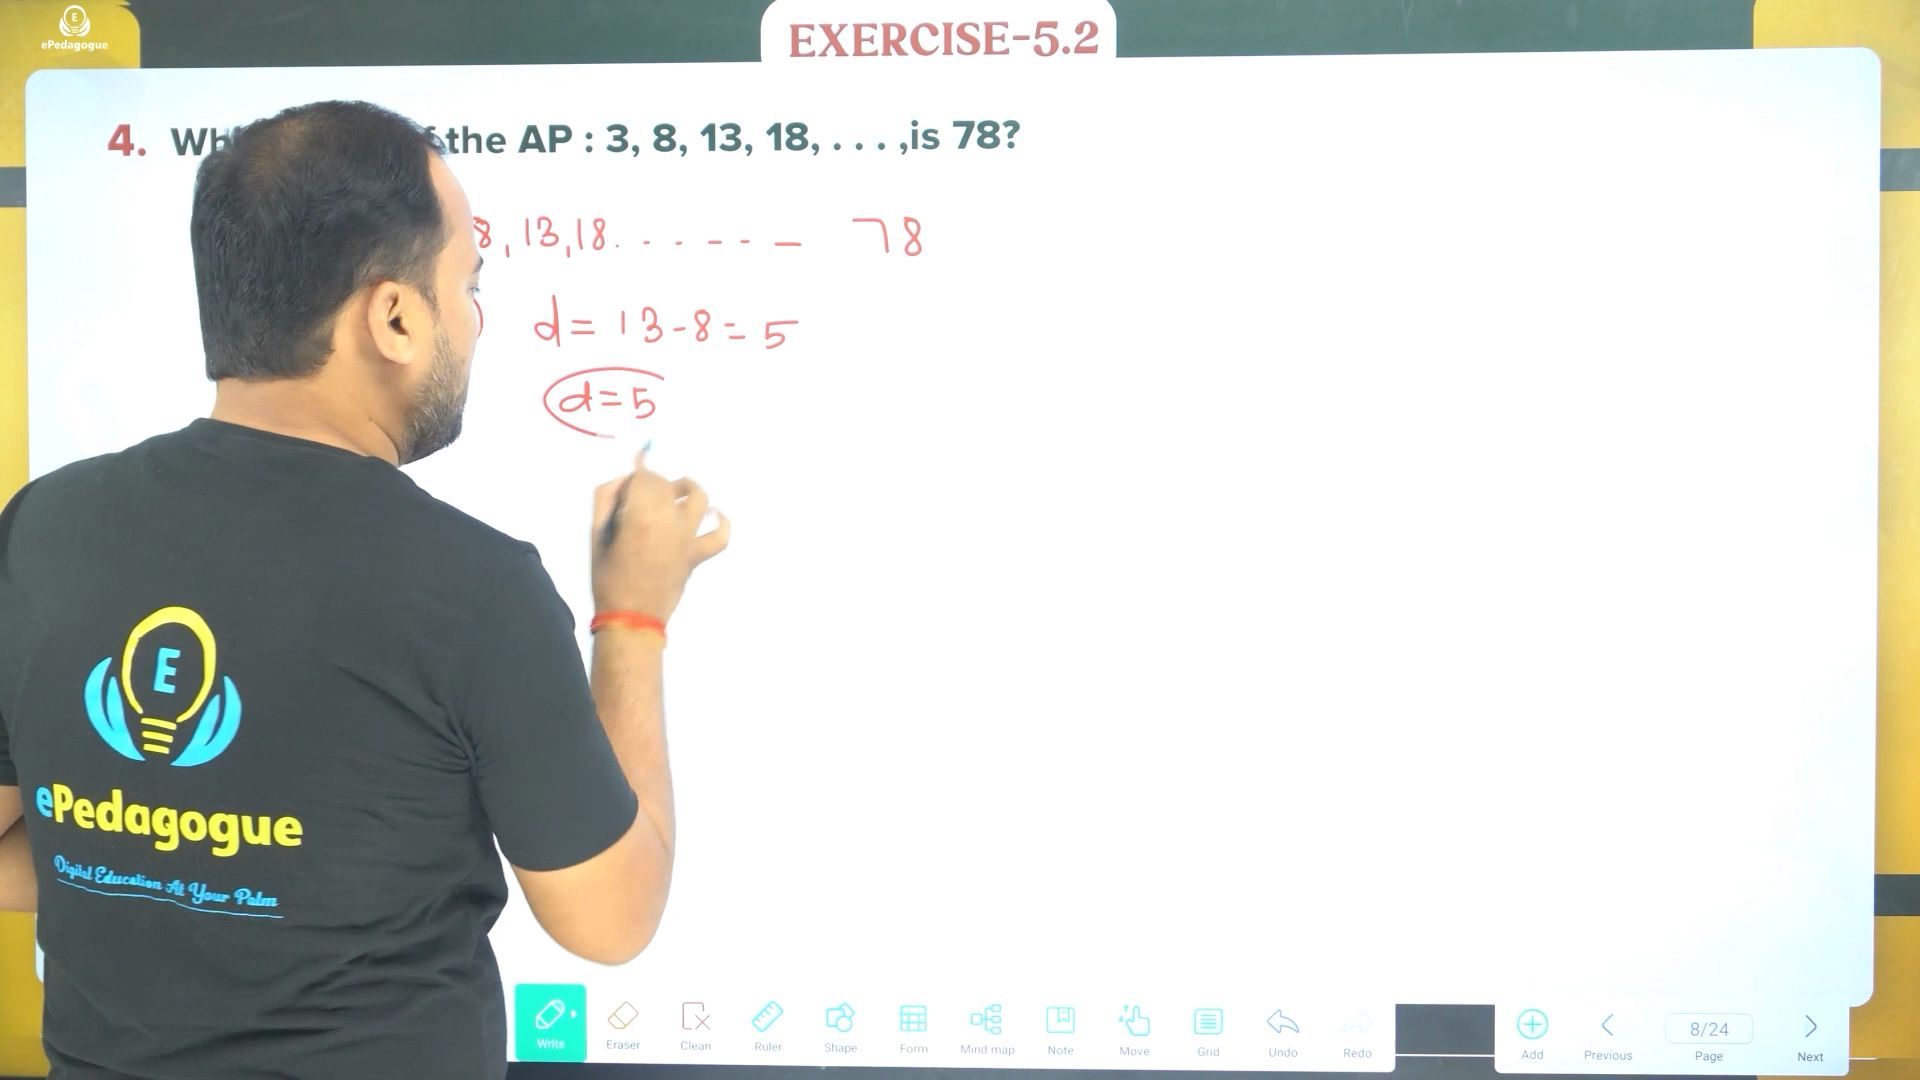 ePedagogue
EXERCISE-5.2
4. the AP : 3, 8, 13, 18, . . . ,is 78?
8, 13, 18. . . - - - 78
d = 13 - 8 = 5
d = 5
E
ePedagogue
Digital Education At Your Palm
Write
Eraser
Clean
Ruler
Shape
Form
Mind map
Note
Move
Grid
Undo
Redo
Add
Previous
8/24
Page
Next